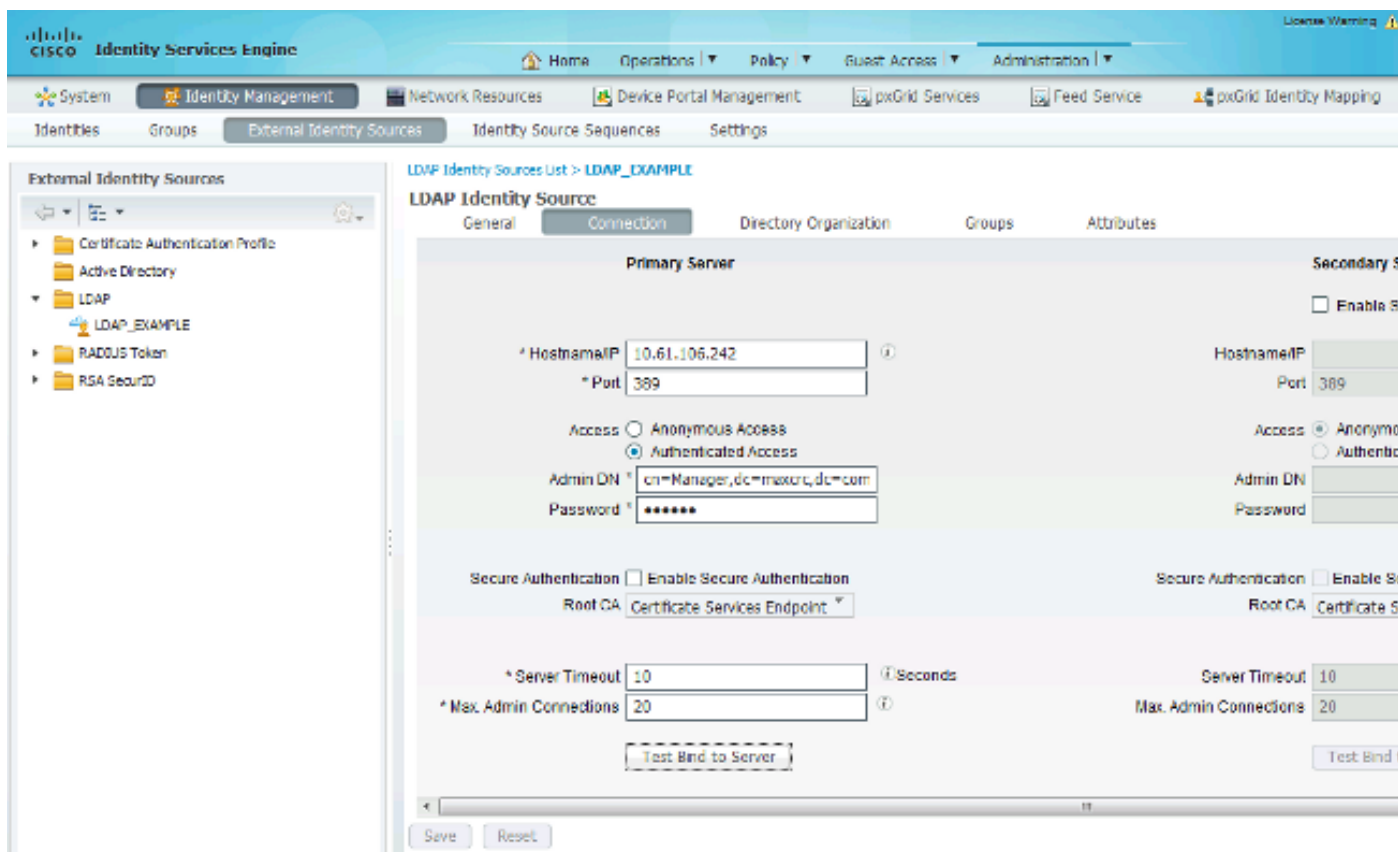 License Warning
CISCO Identity Services Engine
Home Operations Policy Guest Access Administration
System Identity Management Network Resources Device Portal Management pxGrid Services Feed Service pxGrid Identity Mapping
Identities Groups External Identity Sources Identity Source Sequences Settings
External Identity Sources
Certificate Authentication Profile
Active Directory
LDAP
LDAP_EXAMPLE
RADIUS Token
RSA SecurID
LDAP Identity Sources List > LDAP_EXAMPLE
LDAP Identity Source
General Connection Directory Organization Groups Attributes
Primary Server Secondary S
Enable S
* Hostname/IP 10.61.106.242 Hostname/IP
* Port 389 Port 389
Access Anonymous Access Access Anonymo
Authenticated Access Authentic
Admin DN * cn=Manager,dc=maxcrc,dc=com Admin DN
Password * •••••• Password
Secure Authentication Enable Secure Authentication Secure Authentication Enable S
Root CA Certificate Services Endpoint Root CA Certificate S
* Server Timeout 10 Seconds Server Timeout 10
* Max. Admin Connections 20 Max. Admin Connections 20
Test Bind to Server Test Bind
Save Reset